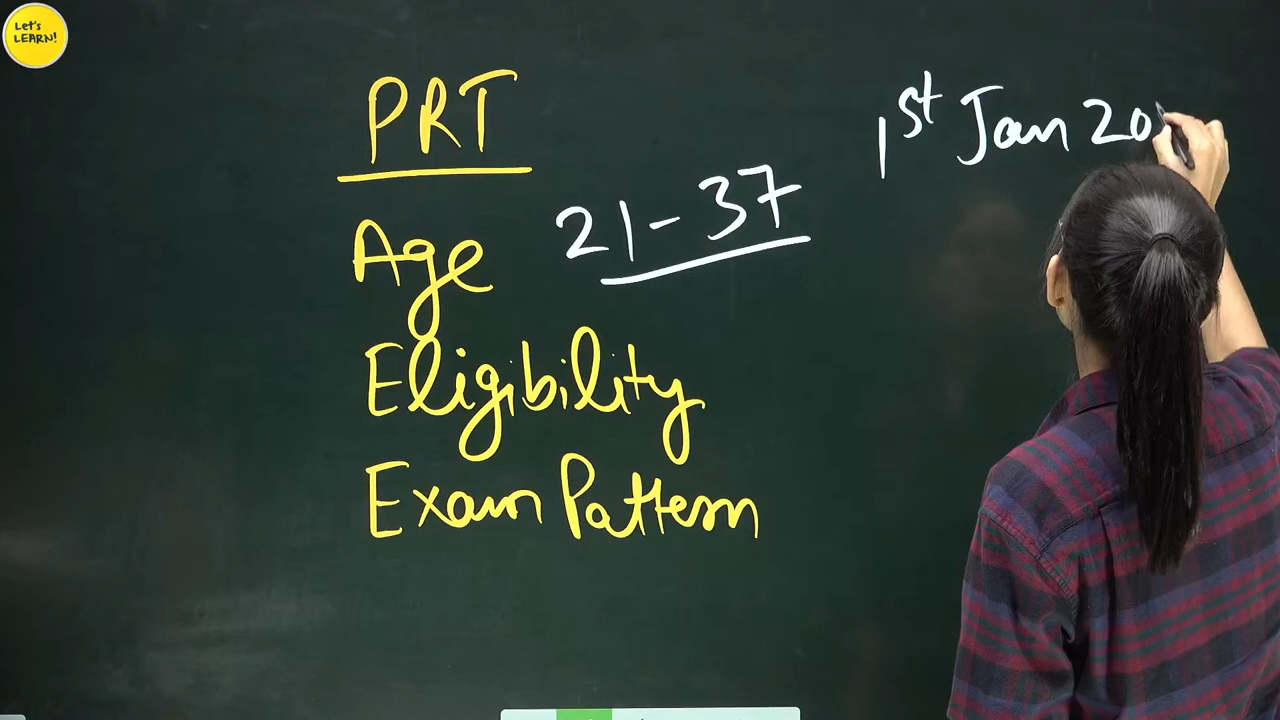 Let's
LEARN!
PRT
1st Jan 20
Age 21-37
Eligibility
Exam Pattern